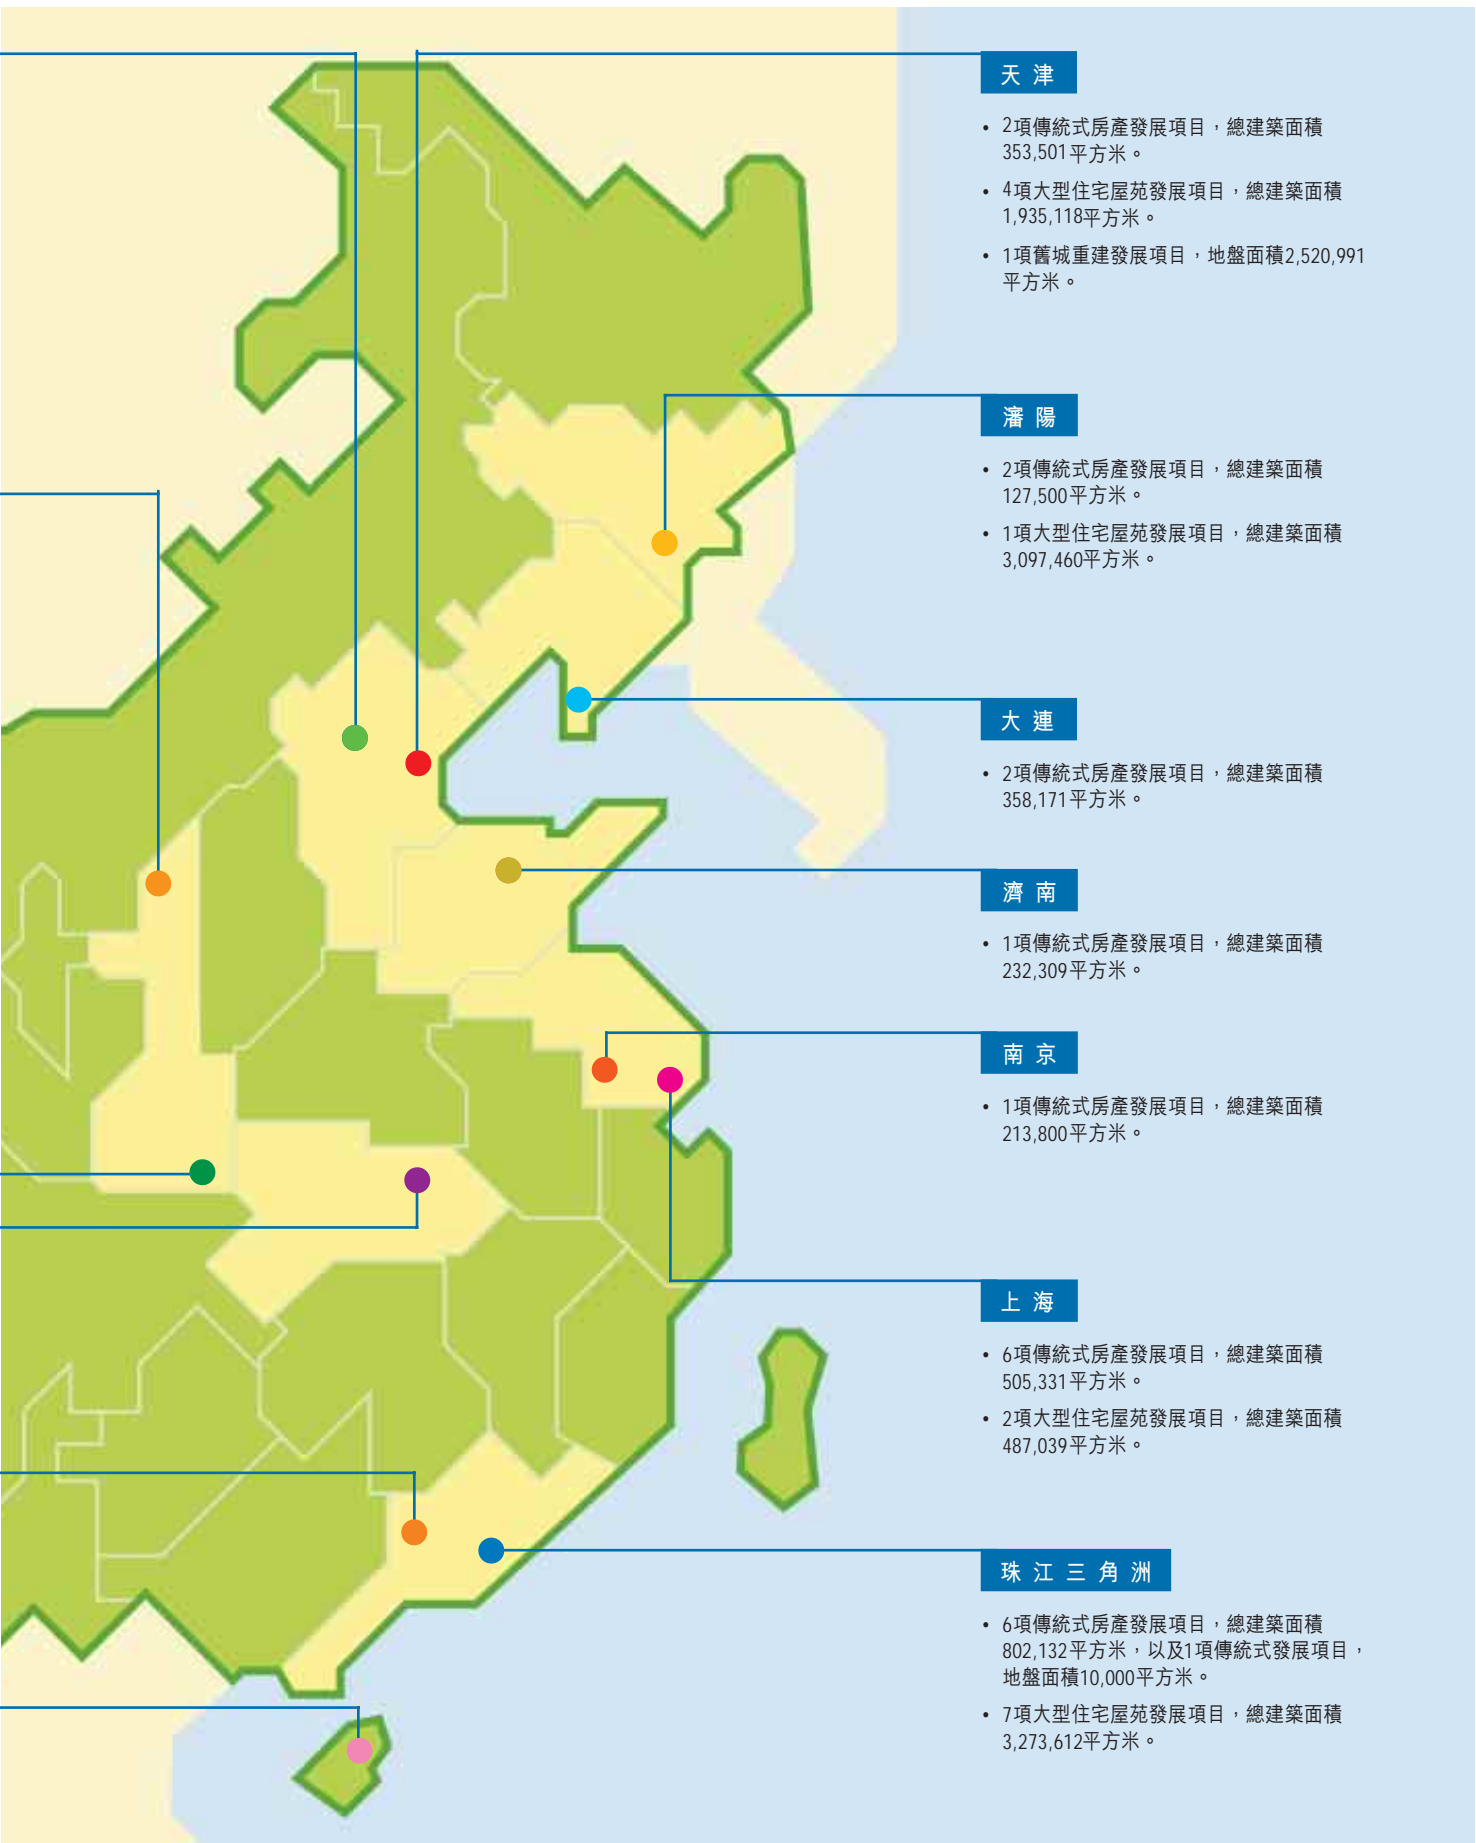 天津
• 2項傳統式房產發展項目，總建築面積
353,501平方米。
• 4項大型住宅屋苑發展項目，總建築面積
1,935,118平方米。
• 1項舊城重建發展項目，地盤面積2,520,991
平方米。
瀋陽
• 2項傳統式房產發展項目，總建築面積
127,500平方米。
• 1項大型住宅屋苑發展項目，總建築面積
3,097,460平方米。
大連
• 2項傳統式房產發展項目，總建築面積
358,171平方米。
濟南
• 1項傳統式房產發展項目，總建築面積
232,309平方米。
南京
• 1項傳統式房產發展項目，總建築面積
213,800平方米。
上海
• 6項傳統式房產發展項目，總建築面積
505,331平方米。
• 2項大型住宅屋苑發展項目，總建築面積
487,039平方米。
珠江三角洲
• 6項傳統式房產發展項目，總建築面積
802,132平方米，以及1項傳統式發展項目，
地盤面積10,000平方米。
• 7項大型住宅屋苑發展項目，總建築面積
3,273,612平方米。